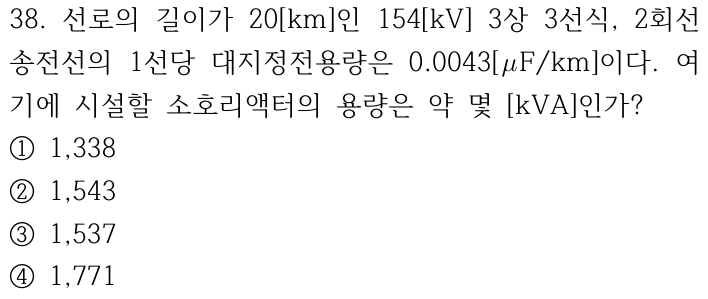 38. 선로의 길이가 20[km]인 154[kV] 3상 3선식, 2회선
송전선의 1선당 대지정전용량은 0.0043[μF/km]이다. 여
기에 시설할 소호리액터의 용량은 약 몇 [kVA]인가?
① 1,338
② 1,543
③ 1,537
④ 1,771